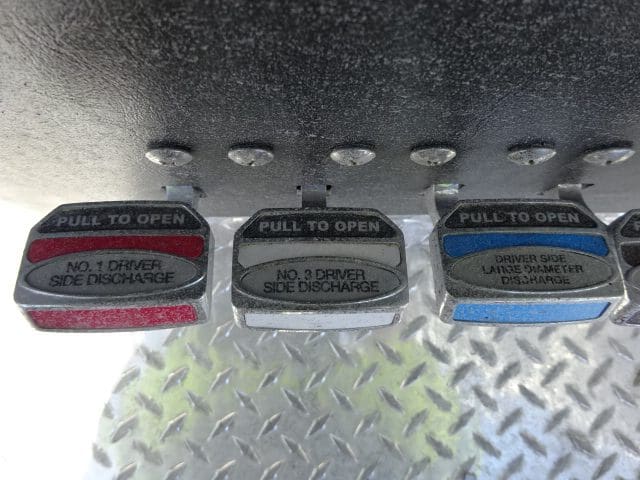 PULL TO OPEN
NO. 1 DRIVER
SIDE DISCHARGE
PULL TO OPEN
NO. 3 DRIVER
SIDE DISCHARGE
PULL TO OPEN
DRIVER SIDE
LARGE DIAMETER
DISCHARGE